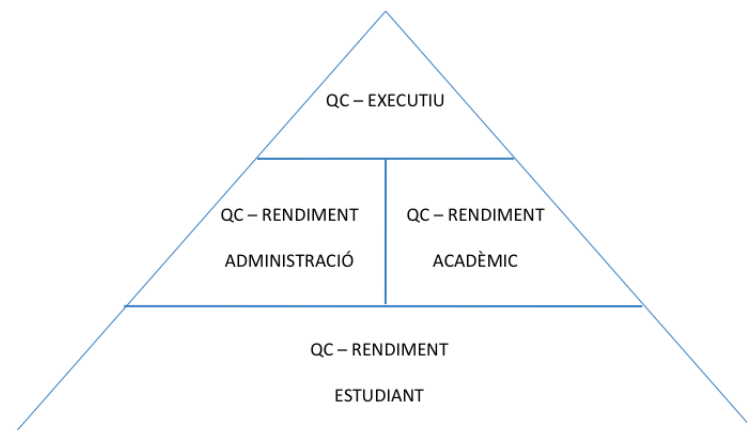 QC – EXECUTIU
QC – RENDIMENT
ADMINISTRACIÓ
QC – RENDIMENT
ACADÈMIC
QC – RENDIMENT
ESTUDIANT